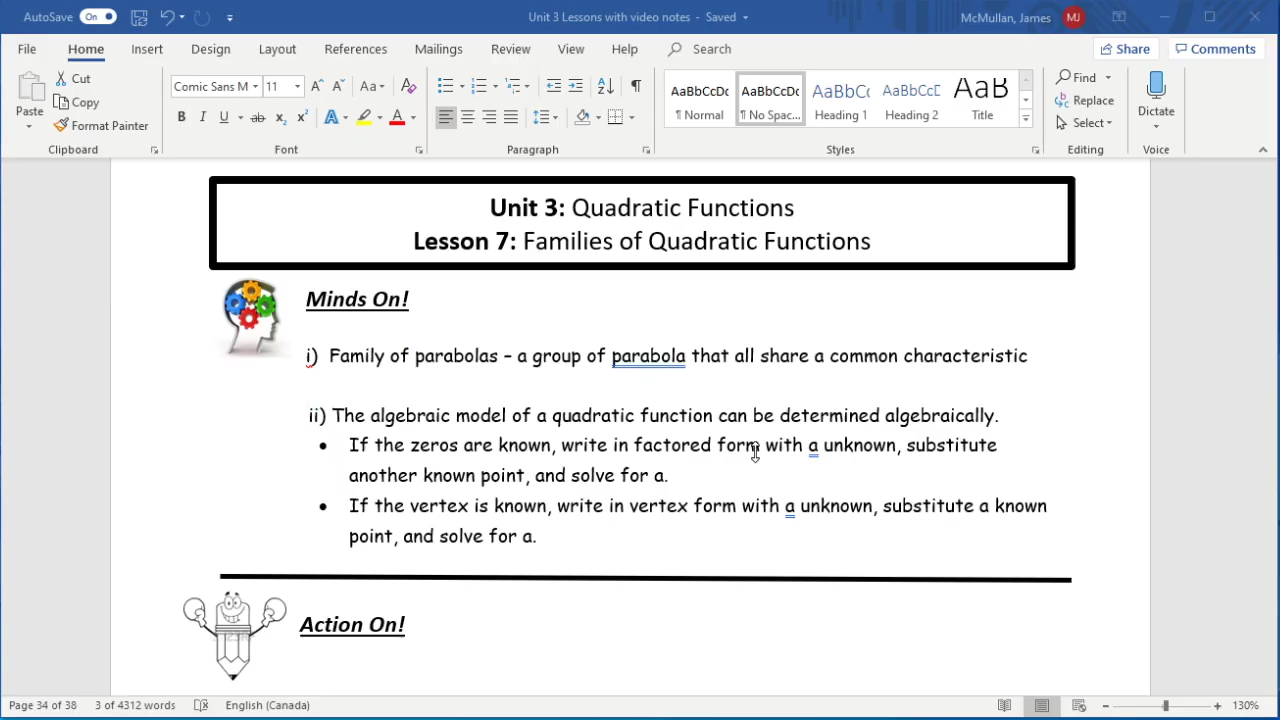 AutoSave On
Unit 3 Lessons with video notes - Saved
McMullan, James MJ
File Home Insert Design Layout References Mailings Review View Help Search Share Comments
Paste
Cut
Copy
Format Painter
Clipboard
Comic Sans M 11
Font
Paragraph
AaBbCcDc AaBbCcDc AaBbCc AaBbCcD AaB
¶ Normal ¶ No Spac... Heading 1 Heading 2 Title
Styles
Find
Replace
Select
Editing
Dictate
Voice
Unit 3: Quadratic Functions
Lesson 7: Families of Quadratic Functions
Minds On!
i) Family of parabolas – a group of parabola that all share a common characteristic
ii) The algebraic model of a quadratic function can be determined algebraically.
• If the zeros are known, write in factored form with a unknown, substitute
another known point, and solve for a.
• If the vertex is known, write in vertex form with a unknown, substitute a known
point, and solve for a.
Action On!
Page 34 of 38 3 of 4312 words English (Canada) 130%